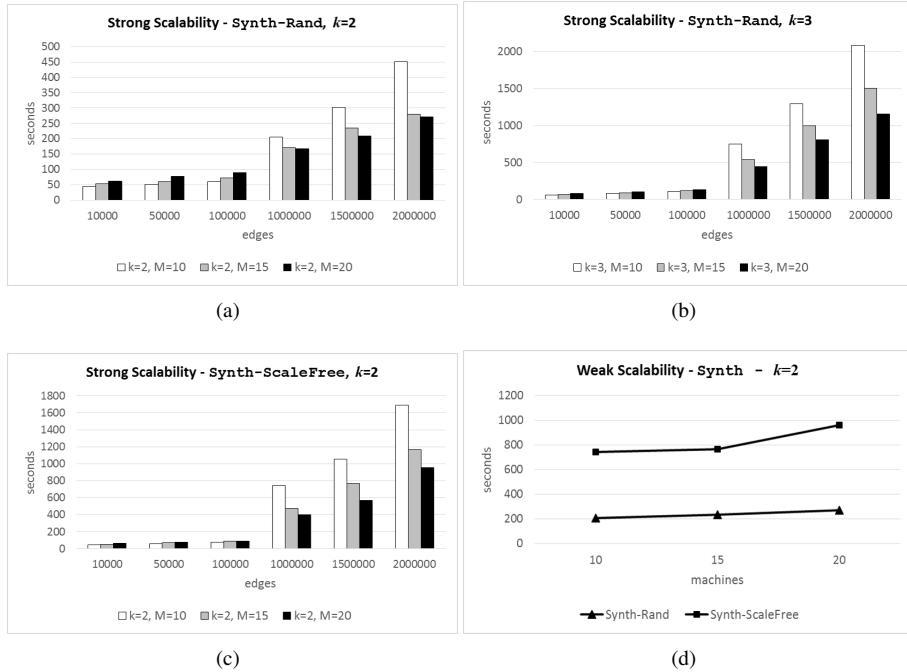 Strong Scalability - Synth-Rand, k=2
500
450
400
350
300
250
200
150
100
50
0
seconds
10000 50000 100000 1000000 1500000 2000000
edges
k=2, M=10 k=2, M=15 k=2, M=20
(a)
Strong Scalability - Synth-Rand, k=3
2000
1500
1000
500
0
seconds
10000 50000 100000 1000000 1500000 2000000
edges
k=3, M=10 k=3, M=15 k=3, M=20
(b)
Strong Scalability - Synth-ScaleFree, k=2
1800
1600
1400
1200
1000
800
600
400
200
0
seconds
10000 50000 100000 1000000 1500000 2000000
edges
k=2, M=10 k=2, M=15 k=2, M=20
(c)
Weak Scalability - Synth - k=2
1200
1000
800
600
400
200
0
seconds
10 15 20
machines
Synth-Rand Synth-ScaleFree
(d)